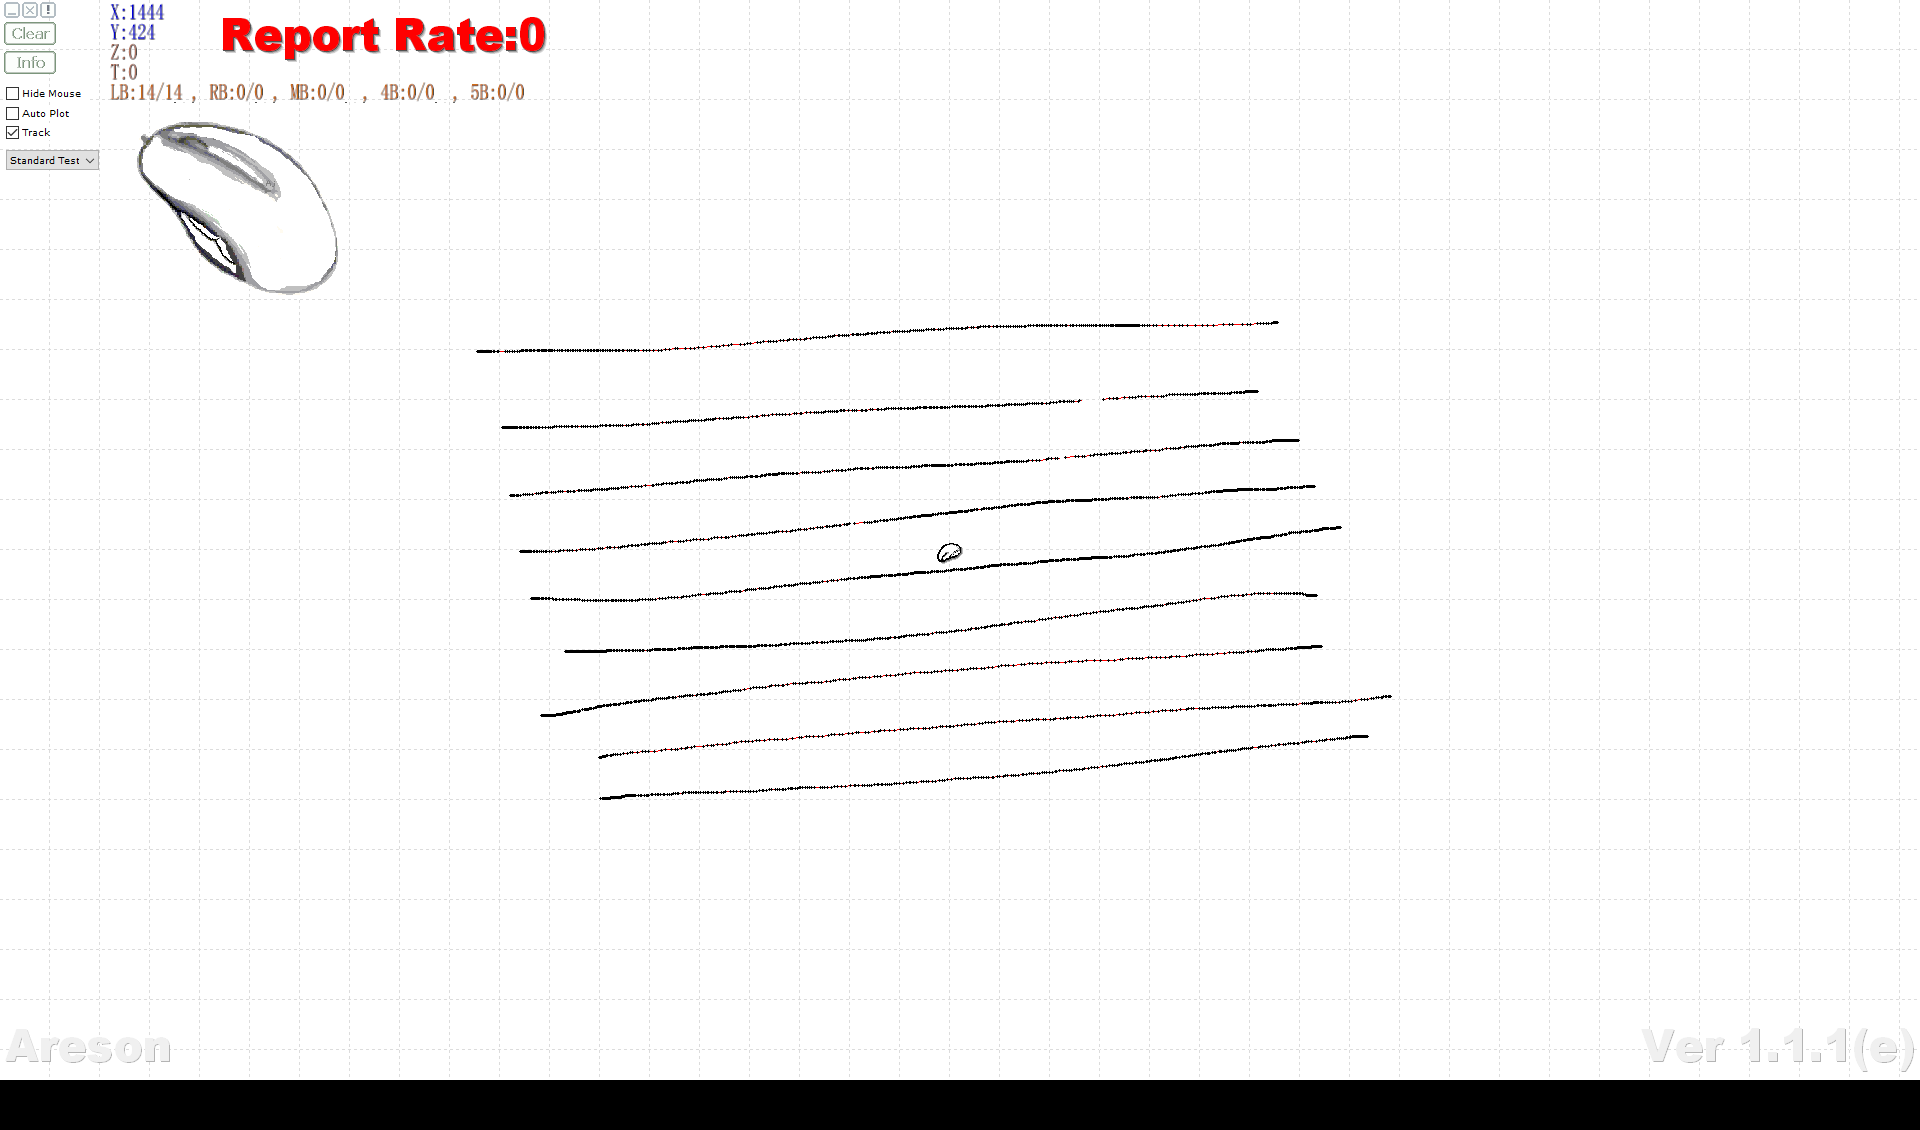 X:1444
Y:424
Report Rate:0
Clear
Z:0
Info
T:0
LB:14/14 , RB:0/0 , MB:0/0 , 4B:0/0 , 5B:0/0
Hide Mouse
Auto Plot
Track
Standard Test
Areson
Ver 1.1.1(e)